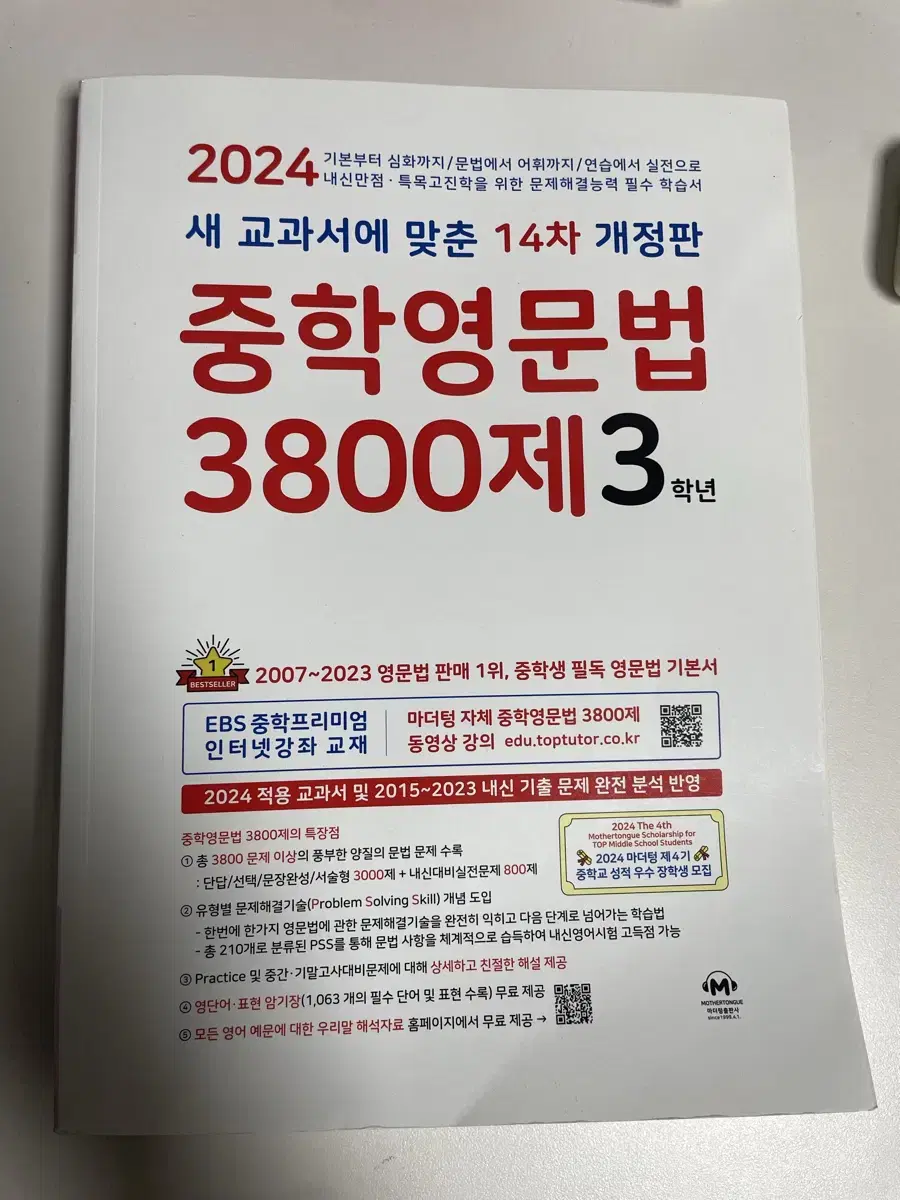 2024
기본부터 심화까지/문법에서 어휘까지/연습에서 실전으로
내신만점 · 특목고진학을 위한 문제해결능력 필수 학습서
새 교과서에 맞춘 14차 개정판
중학영문법
3800제 3 학년
1
BESTSELLER
2007~2023 영문법 판매 1위, 중학생 필독 영문법 기본서
EBS 중학프리미엄
인터넷강좌 교재
마더텅 자체 중학영문법 3800제
동영상 강의 edu.toptutor.co.kr
2024 적용 교과서 및 2015~2023 내신 기출 문제 완전 분석 반영
중학영문법 3800제의 특장점
① 총 3800 문제 이상의 풍부한 양질의 문법 문제 수록
: 단답/선택/문장완성/서술형 3000제 + 내신대비실전문제 800제
② 유형별 문제해결기술(Problem Solving Skill) 개념 도입
- 한번에 한가지 영문법에 관한 문제해결기술을 완전히 익히고 다음 단계로 넘어가는 학습법
- 총 210개로 분류된 PSS를 통해 문법 사항을 체계적으로 습득하여 내신영어시험 고득점 가능
③ Practice 및 중간·기말고사대비문제에 대해 상세하고 친절한 해설 제공
④ 영단어·표현 암기장(1,063 개의 필수 단어 및 표현 수록) 무료 제공
⑤ 모든 영어 예문에 대한 우리말 해석자료 홈페이지에서 무료 제공 →
2024 The 4th
Mothertongue Scholarship for
TOP Middle School Students
2024 마더텅 제4기
중학교 성적 우수 장학생 모집
M
MOTHERTONGUE
마더텅출판사
since1999.4.1.